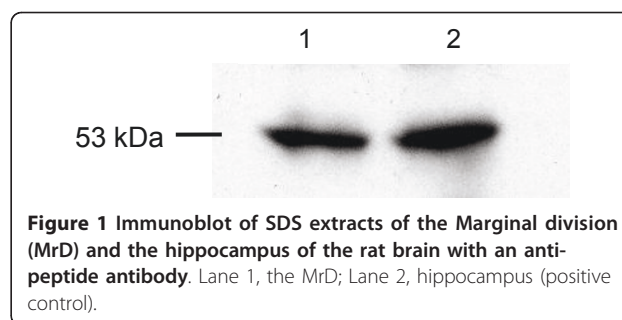 1 2
53 kDa
Figure 1 Immunoblot of SDS extracts of the Marginal division
(MrD) and the hippocampus of the rat brain with an anti-
peptide antibody. Lane 1, the MrD; Lane 2, hippocampus (positive
control).